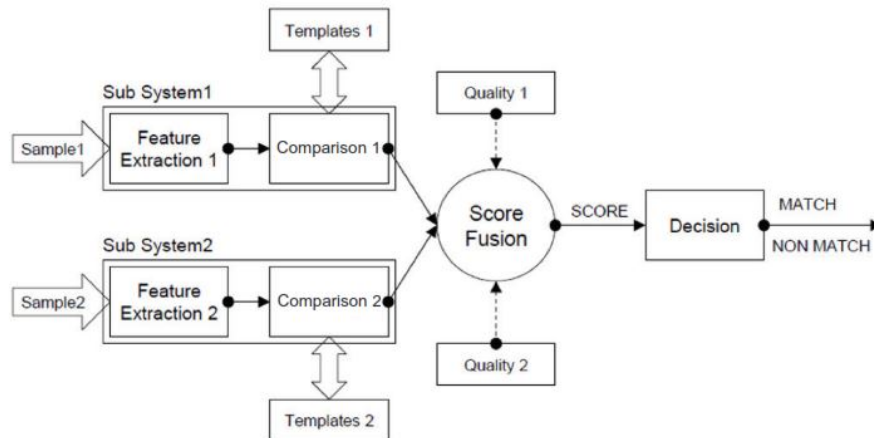 Templates 1
Sub System1
Quality 1
Sample1
Feature
Extraction 1
Comparison 1
Score
Fusion
SCORE
Decision
MATCH
NON MATCH
Sub System2
Sample2
Feature
Extraction 2
Comparison 2
Quality 2
Templates 2